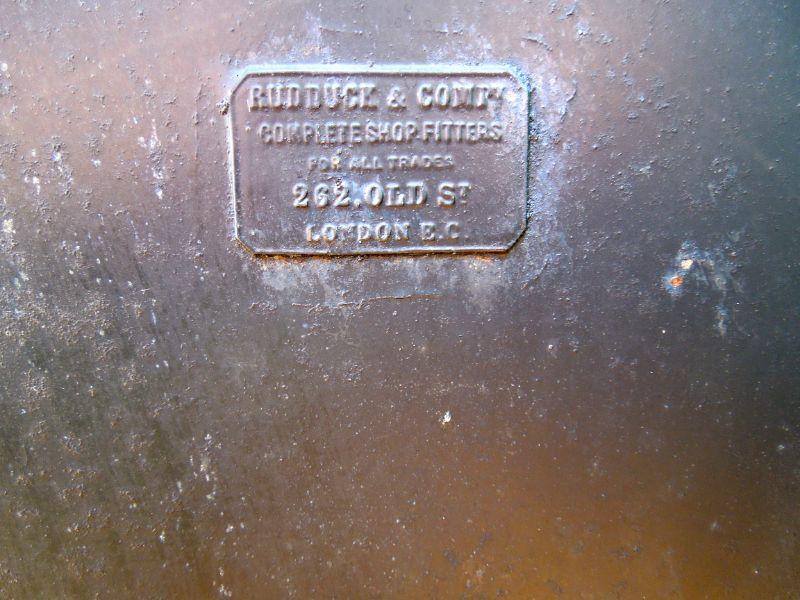 RUDDUCK & COMPY
COMPLETE SHOP FITTERS
FOR ALL TRADES
262, OLD ST
LONDON E.C.